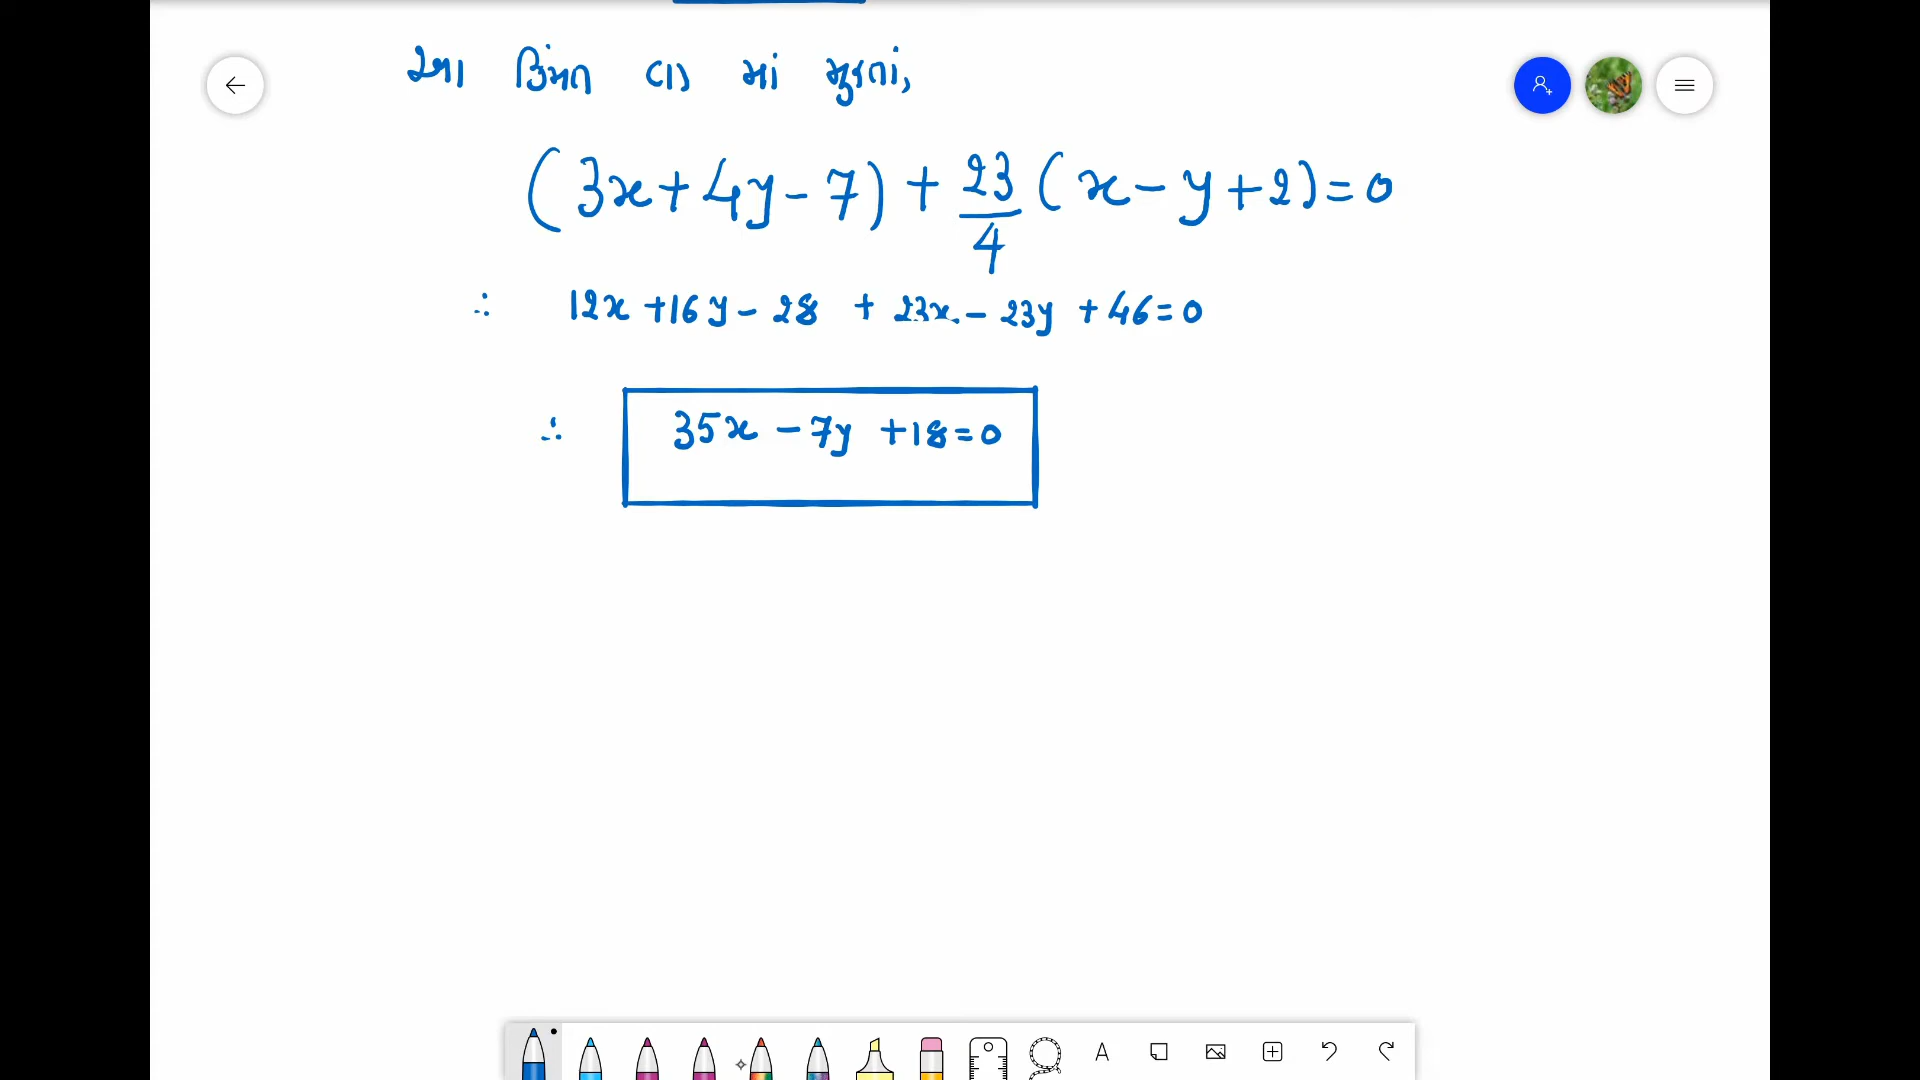 આ કિંમત (1) માં મુકતાં,
(3x+4y-7) + 23/4 (x-y+2)=0
∴ 12x +16y - 28 + 23x - 23y +46=0
∴ 35x - 7y +18=0
A